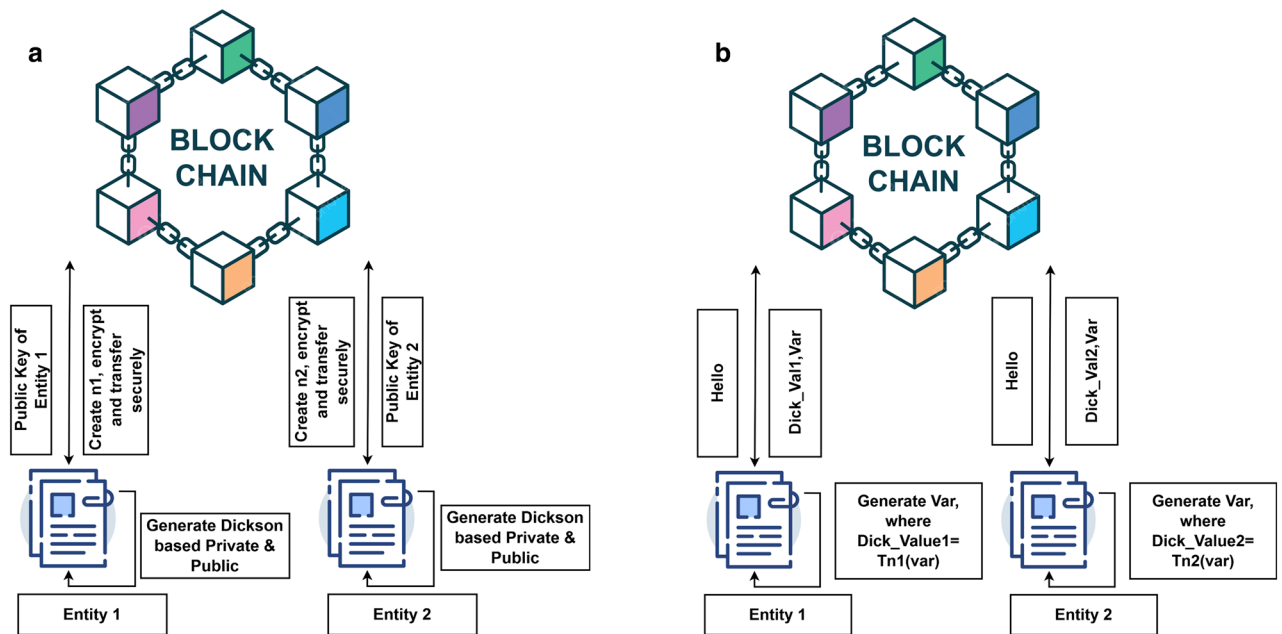 a
BLOCK
CHAIN
Public Key of
Entity 1
Create n1, encrypt
and transfer
securely
Create n2, encrypt
and transfer
securely
Public Key of
Entity 2
Generate Dickson
based Private &
Public
Generate Dickson
based Private &
Public
Entity 1
Entity 2
b
BLOCK
CHAIN
Hello
Dick_Val1,Var
Hello
Dick_Val2,Var
Generate Var,
where
Dick_Value1=
Tn1(var)
Generate Var,
where
Dick_Value2=
Tn2(var)
Entity 1
Entity 2